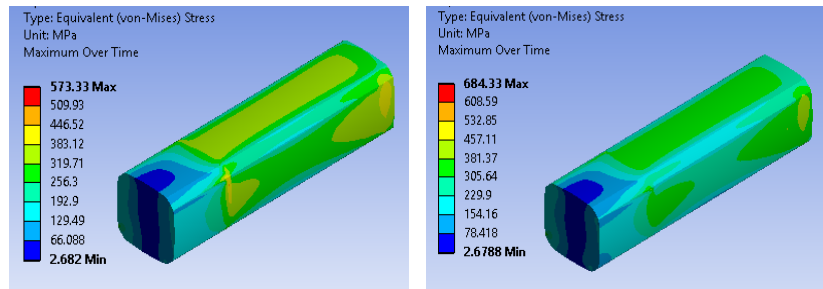 Type: Equivalent (von-Mises) Stress
Unit: MPa
Maximum Over Time
573.33 Max
509.93
446.52
383.12
319.71
256.3
192.9
129.49
66.088
2.682 Min
Type: Equivalent (von-Mises) Stress
Unit: MPa
Maximum Over Time
684.33 Max
608.59
532.85
457.11
381.37
305.64
229.9
154.16
78.418
2.6788 Min